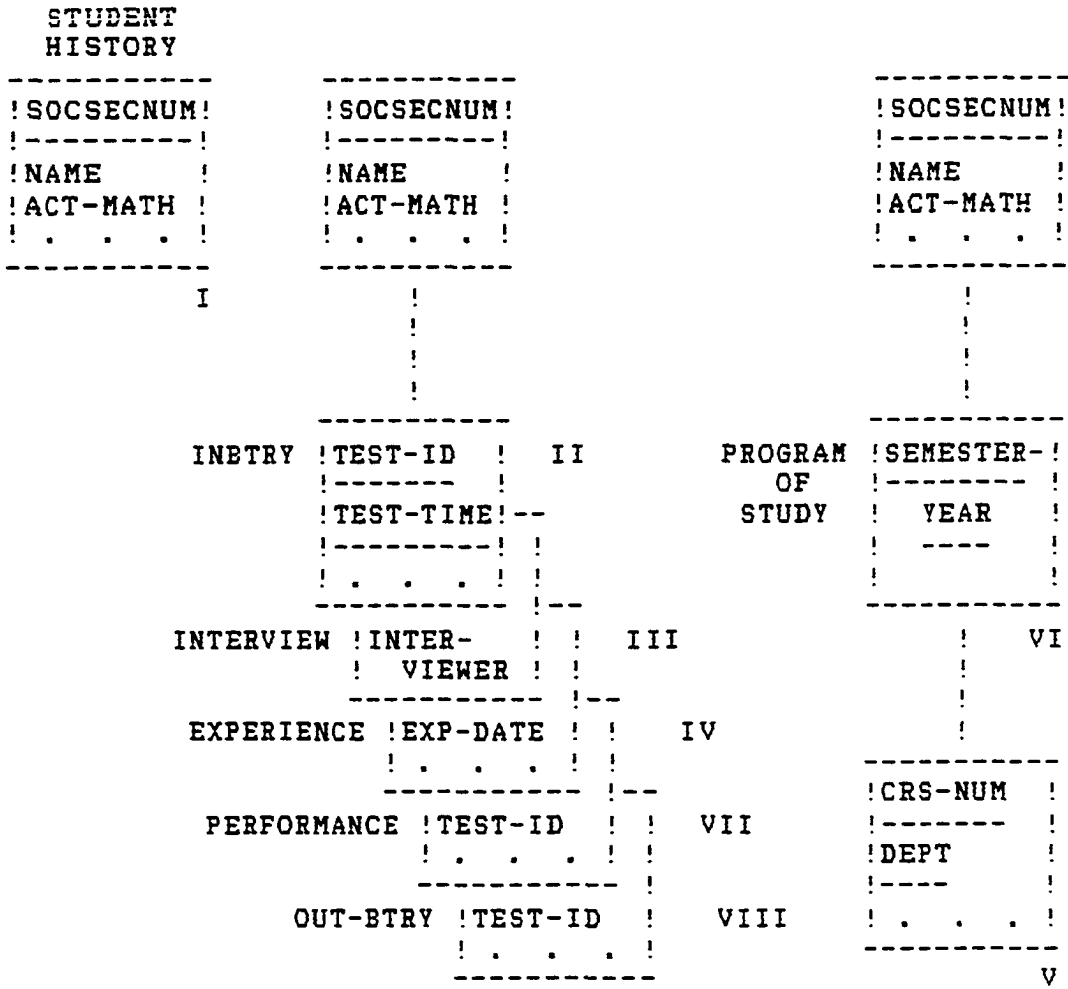 STUDENT
HISTORY
!SOCSECNUM! !SOCSECNUM! !SOCSECNUM!
!---------! !---------! !---------!
!NAME ! !NAME ! !NAME !
!ACT-MATH ! !ACT-MATH ! !ACT-MATH !
! . . . ! ! . . . ! ! . . . !
I
INBTRY !TEST-ID ! II PROGRAM !SEMESTER-!
OF
!TEST-TIME!-- STUDY ! YEAR !
! . . . !
INTERVIEW !INTER- ! ! III VI
! VIEWER ! !
EXPERIENCE !EXP-DATE ! ! IV
! . . . ! !
!CRS-NUM !
PERFORMANCE !TEST-ID ! ! VII
! . . . ! ! !DEPT !
OUT-BTRY !TEST-ID ! VIII ! . . . !
! . . . !
V